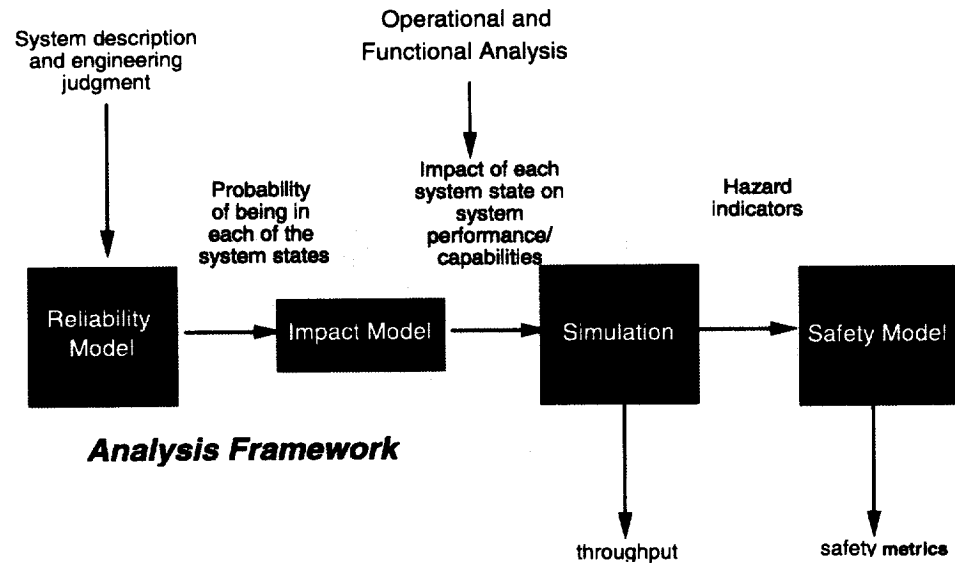 System description
and engineering
judgment
Operational and
Functional Analysis
Probability
of being in
each of the
system states
Impact of each
system state on
system
performance/
capabilities
Hazard
indicators
Reliability
Model
Impact Model
Simulation
Safety Model
Analysis Framework
throughput
safety metrics